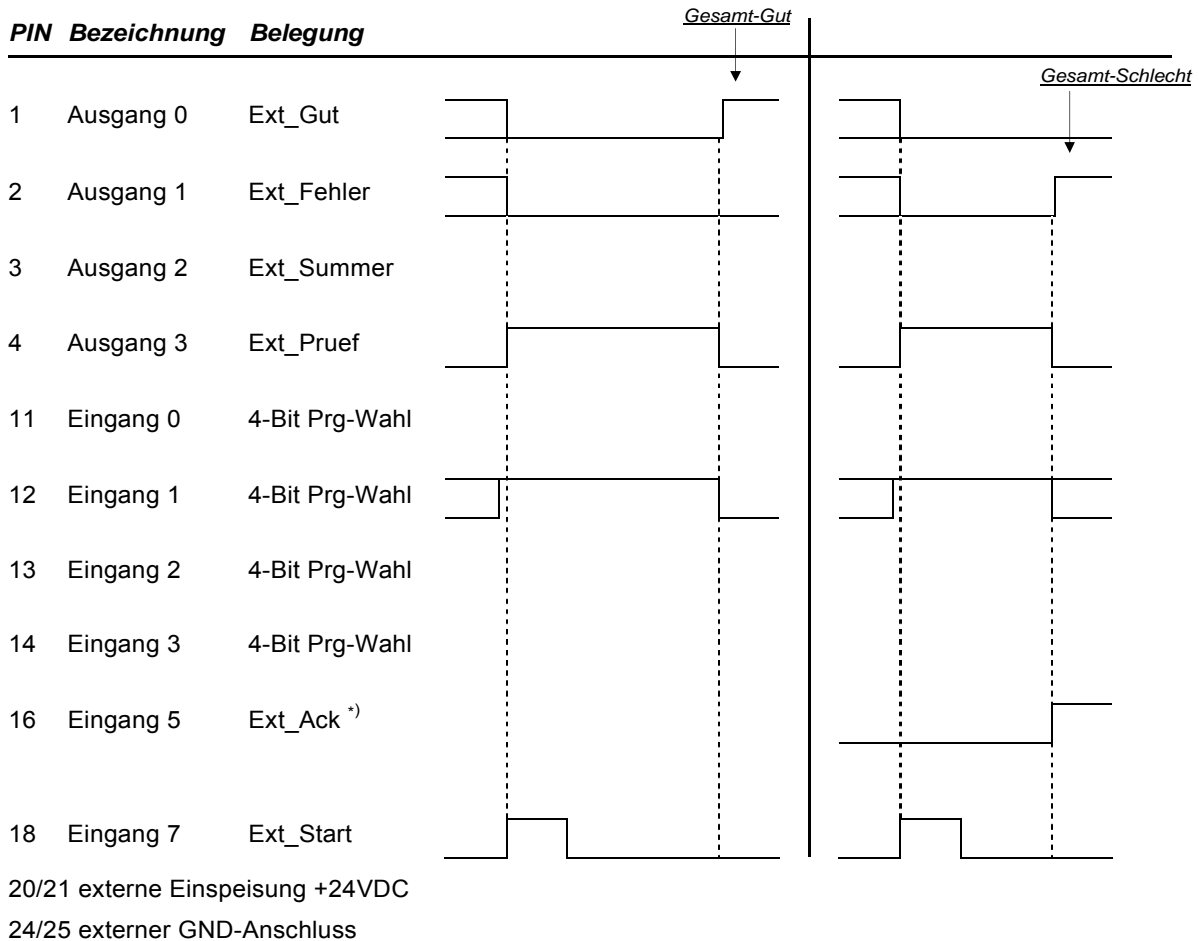 Gesamt-Gut
PIN Bezeichnung Belegung
Gesamt-Schlecht
1 Ausgang 0 Ext_Gut
2 Ausgang 1 Ext_Fehler
3 Ausgang 2 Ext_Summer
4 Ausgang 3 Ext_Pruef
11 Eingang 0 4-Bit Prg-Wahl
12 Eingang 1 4-Bit Prg-Wahl
13 Eingang 2 4-Bit Prg-Wahl
14 Eingang 3 4-Bit Prg-Wahl
16 Eingang 5 Ext_Ack *)
18 Eingang 7 Ext_Start
20/21 externe Einspeisung +24VDC
24/25 externer GND-Anschluss